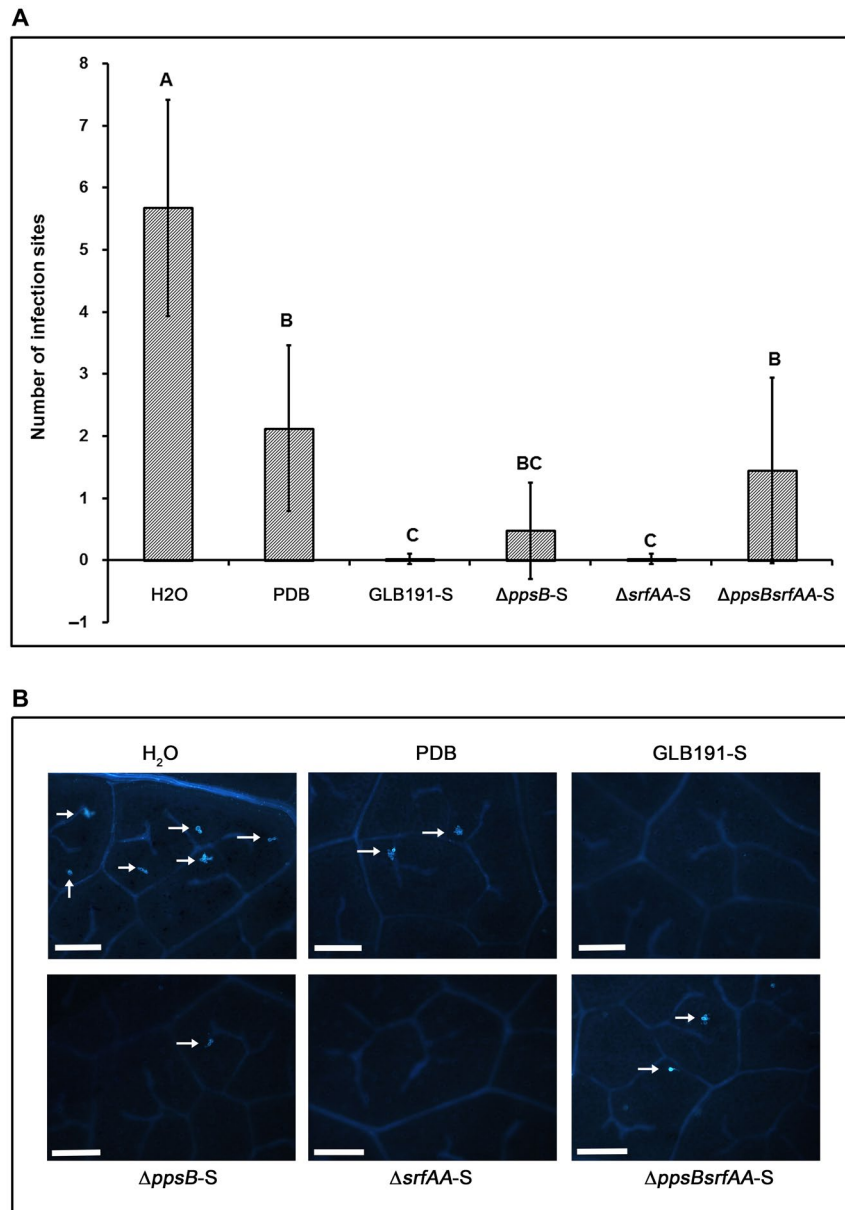 A
Number of infection sites
8
7
6
5
4
3
2
1
0
–1
A
B
C
BC
C
B
H2O
PDB
GLB191-S
ΔppsB-S
ΔsrfAA-S
ΔppsBsrfAA-S
B
H₂O
PDB
GLB191-S
ΔppsB-S
ΔsrfAA-S
ΔppsBsrfAA-S